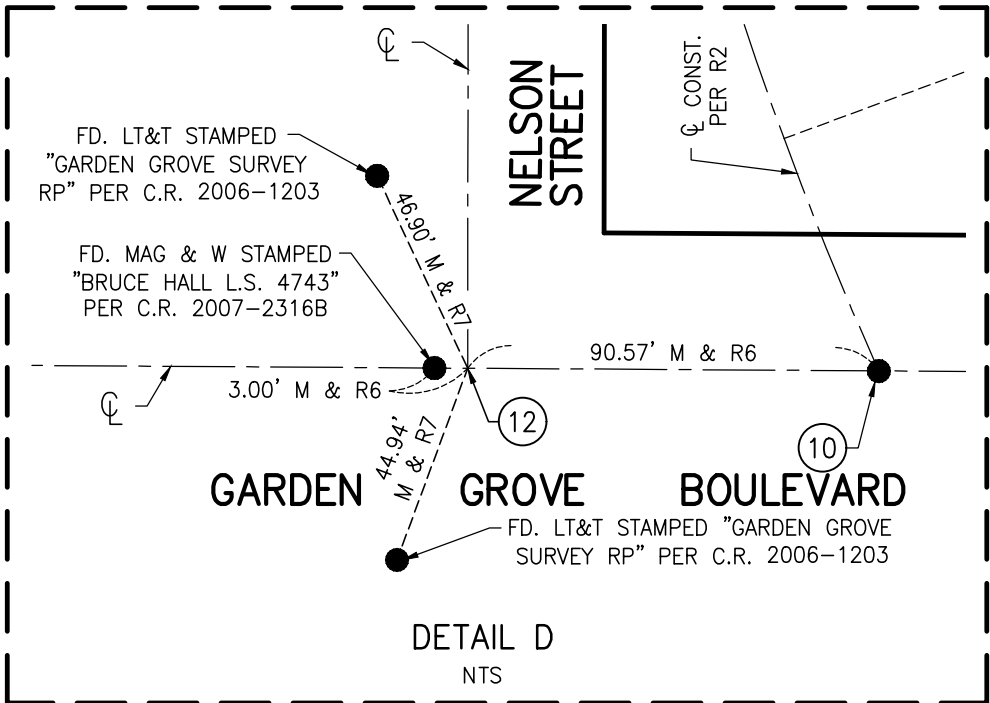 ℄
NELSON
STREET
℄ CONST.
PER R2
FD. LT&T STAMPED
"GARDEN GROVE SURVEY
RP" PER C.R. 2006-1203
46.90' M & R7
FD. MAG & W STAMPED
"BRUCE HALL L.S. 4743"
PER C.R. 2007-2316B
90.57' M & R6
3.00' M & R6
℄
12
44.94'
M & R7
10
GARDEN GROVE BOULEVARD
FD. LT&T STAMPED "GARDEN GROVE
SURVEY RP" PER C.R. 2006-1203
DETAIL D
NTS